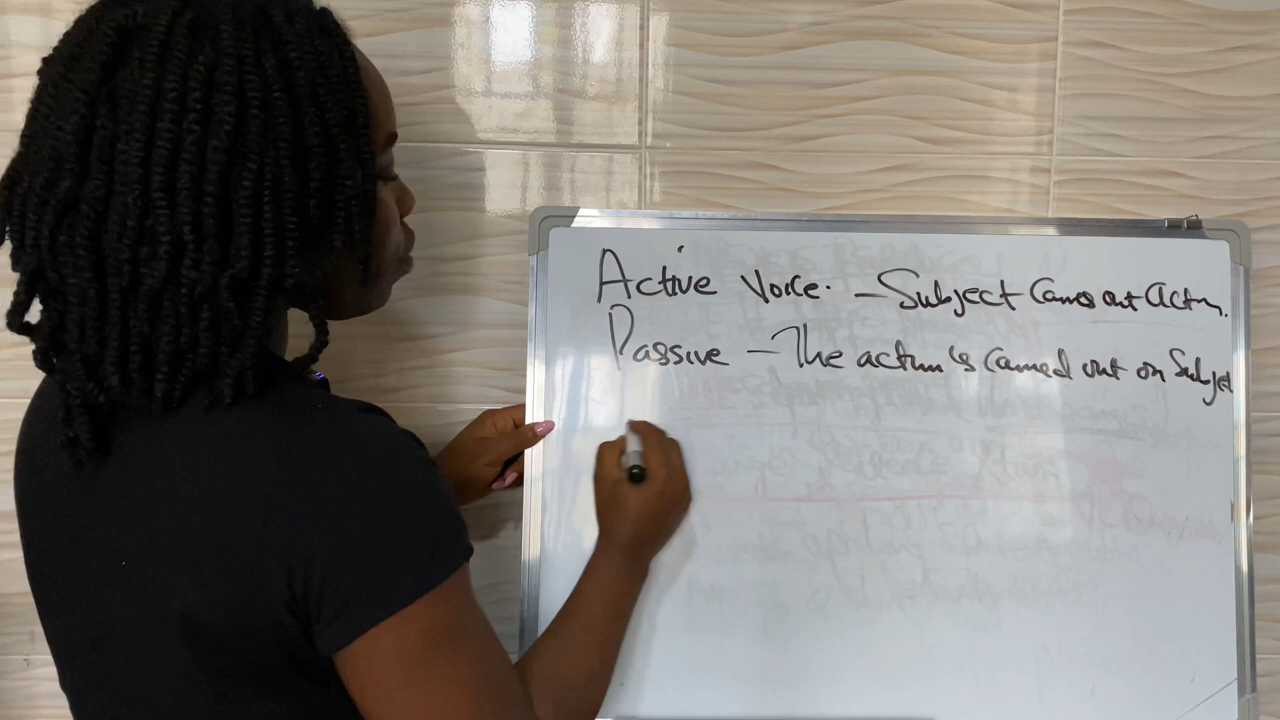 Active Voice. – Subject Carries out Action.
Passive – The action is carried out on Subject